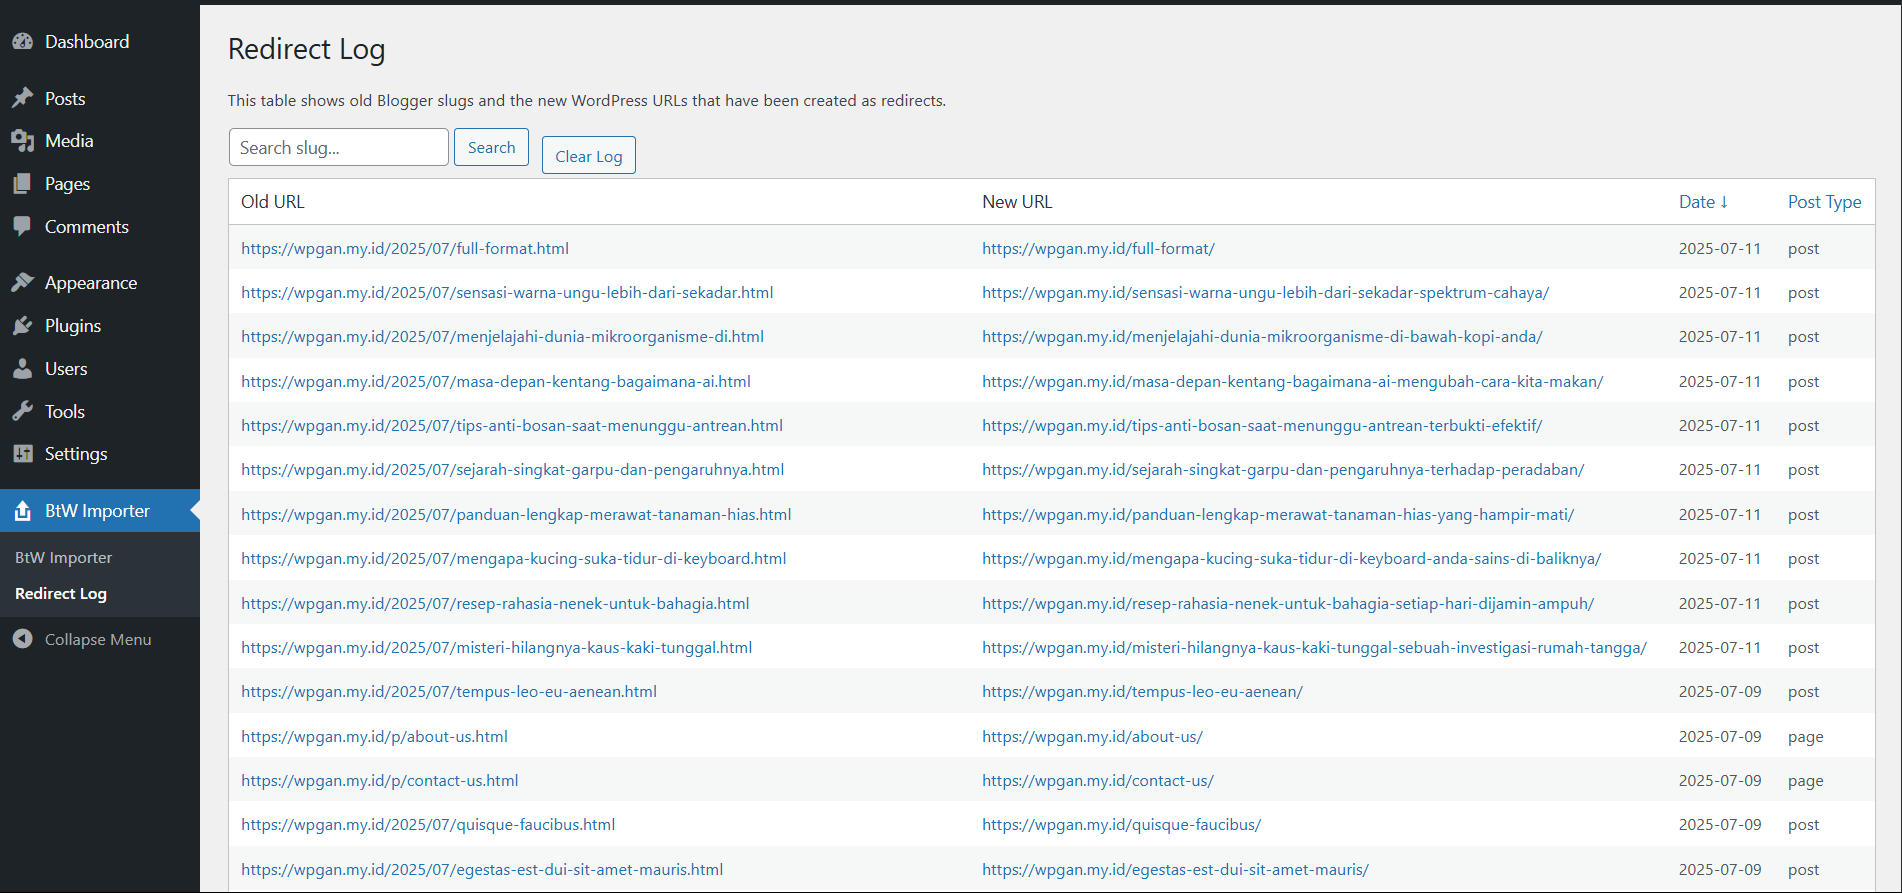 Dashboard
Posts
Media
Pages
Comments
Appearance
Plugins
Users
Tools
Settings
BtW Importer
BtW Importer
Redirect Log
Collapse Menu
Redirect Log
This table shows old Blogger slugs and the new WordPress URLs that have been created as redirects.
Search slug... Search Clear Log
Old URL New URL Date ↓ Post Type
https://wpgan.my.id/2025/07/full-format.html https://wpgan.my.id/full-format/ 2025-07-11 post
https://wpgan.my.id/2025/07/sensasi-warna-ungu-lebih-dari-sekadar.html https://wpgan.my.id/sensasi-warna-ungu-lebih-dari-sekadar-spektrum-cahaya/ 2025-07-11 post
https://wpgan.my.id/2025/07/menjelajahi-dunia-mikroorganisme-di.html https://wpgan.my.id/menjelajahi-dunia-mikroorganisme-di-bawah-kopi-anda/ 2025-07-11 post
https://wpgan.my.id/2025/07/masa-depan-kentang-bagaimana-ai.html https://wpgan.my.id/masa-depan-kentang-bagaimana-ai-mengubah-cara-kita-makan/ 2025-07-11 post
https://wpgan.my.id/2025/07/tips-anti-bosan-saat-menunggu-antrean.html https://wpgan.my.id/tips-anti-bosan-saat-menunggu-antrean-terbukti-efektif/ 2025-07-11 post
https://wpgan.my.id/2025/07/sejarah-singkat-garpu-dan-pengaruhnya.html https://wpgan.my.id/sejarah-singkat-garpu-dan-pengaruhnya-terhadap-peradaban/ 2025-07-11 post
https://wpgan.my.id/2025/07/panduan-lengkap-merawat-tanaman-hias.html https://wpgan.my.id/panduan-lengkap-merawat-tanaman-hias-yang-hampir-mati/ 2025-07-11 post
https://wpgan.my.id/2025/07/mengapa-kucing-suka-tidur-di-keyboard.html https://wpgan.my.id/mengapa-kucing-suka-tidur-di-keyboard-anda-sains-di-baliknya/ 2025-07-11 post
https://wpgan.my.id/2025/07/resep-rahasia-nenek-untuk-bahagia.html https://wpgan.my.id/resep-rahasia-nenek-untuk-bahagia-setiap-hari-dijamin-ampuh/ 2025-07-11 post
https://wpgan.my.id/2025/07/misteri-hilangnya-kaus-kaki-tunggal.html https://wpgan.my.id/misteri-hilangnya-kaus-kaki-tunggal-sebuah-investigasi-rumah-tangga/ 2025-07-11 post
https://wpgan.my.id/2025/07/tempus-leo-eu-aenean.html https://wpgan.my.id/tempus-leo-eu-aenean/ 2025-07-09 post
https://wpgan.my.id/p/about-us.html https://wpgan.my.id/about-us/ 2025-07-09 page
https://wpgan.my.id/p/contact-us.html https://wpgan.my.id/contact-us/ 2025-07-09 page
https://wpgan.my.id/2025/07/quisque-faucibus.html https://wpgan.my.id/quisque-faucibus/ 2025-07-09 post
https://wpgan.my.id/2025/07/egestas-est-dui-sit-amet-mauris.html https://wpgan.my.id/egestas-est-dui-sit-amet-mauris/ 2025-07-09 post